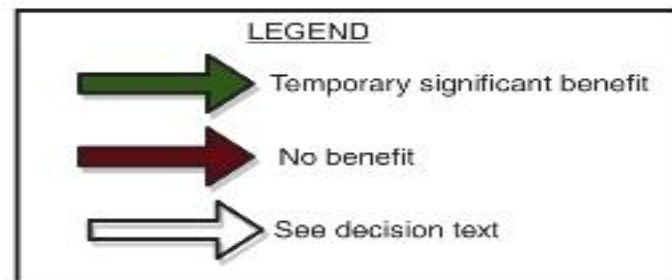 LEGEND
Temporary significant benefit
No benefit
See decision text